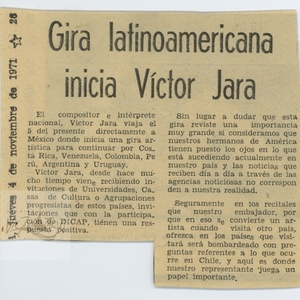 1, jueves 4 de noviembre de 1971 ☆ 28
Gira latinoamericana
inicia Víctor Jara
El compositor e intérprete
nacional, Víctor Jara viaja el
5 del presente directamente a
México donde inicia una gira ar-
tística para continuar por Cos-
ta Rica, Venezuela, Colombia, Pe-
rú, Argentina y Uruguay.
Víctor Jara, desde hace mu-
cho tiempo viene recibiendo in-
vitaciones de Universidades, Ca-
sas de Cultura o Agrupaciones
progresistas de estos países, invi-
taciones que con la participa-
ción de DICAP, tienen una res-
puesta positiva.
Sin lugar a dudar que esta
gira reviste una importancia
muy grande si consideramos que
nuestros hermanos de América
tienen puesto los ojos en lo que
está sucediendo actualmente en
nuestro país y las noticias que
reciben día a día a través de las
agencias noticiosas no correspon
den a nuestra realidad.
Seguramente en los recitales
que nuestro embajador, por
que en eso se convierte un ar-
tista cuando visita otro país,
ofrezca en los países que vi-
sitará será bombardeado con pre-
guntas referentes a lo que ocu-
rre en Chile, y aquí es donde
nuestro representante juega un
papel importante.